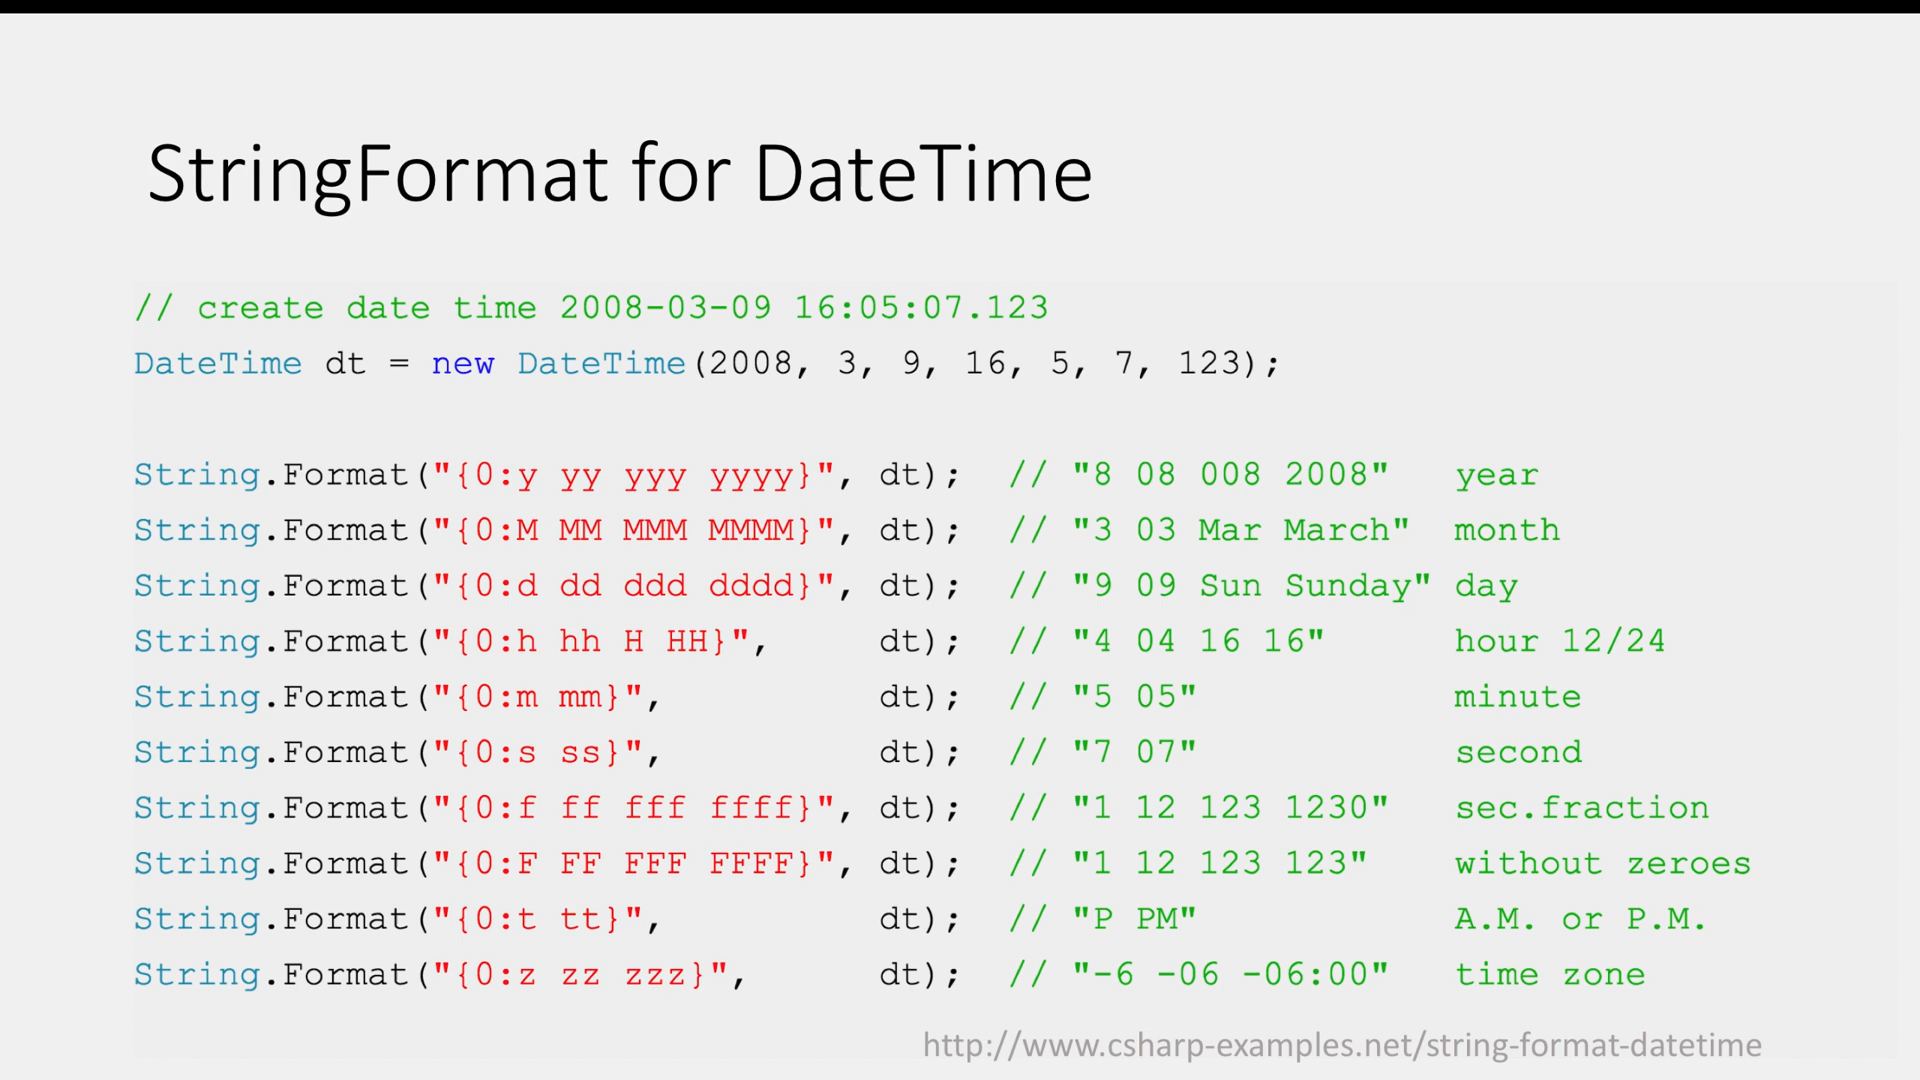 StringFormat for DateTime
// create date time 2008-03-09 16:05:07.123
DateTime dt = new DateTime(2008, 3, 9, 16, 5, 7, 123);
String.Format("{0:y yy yyy yyyy}", dt); // "8 08 008 2008" year
String.Format("{0:M MM MMM MMMM}", dt); // "3 03 Mar March" month
String.Format("{0:d dd ddd dddd}", dt); // "9 09 Sun Sunday" day
String.Format("{0:h hh H HH}", dt); // "4 04 16 16" hour 12/24
String.Format("{0:m mm}", dt); // "5 05" minute
String.Format("{0:s ss}", dt); // "7 07" second
String.Format("{0:f ff fff ffff}", dt); // "1 12 123 1230" sec.fraction
String.Format("{0:F FF FFF FFFF}", dt); // "1 12 123 123" without zeroes
String.Format("{0:t tt}", dt); // "P PM" A.M. or P.M.
String.Format("{0:z zz zzz}", dt); // "-6 -06 -06:00" time zone
http://www.csharp-examples.net/string-format-datetime